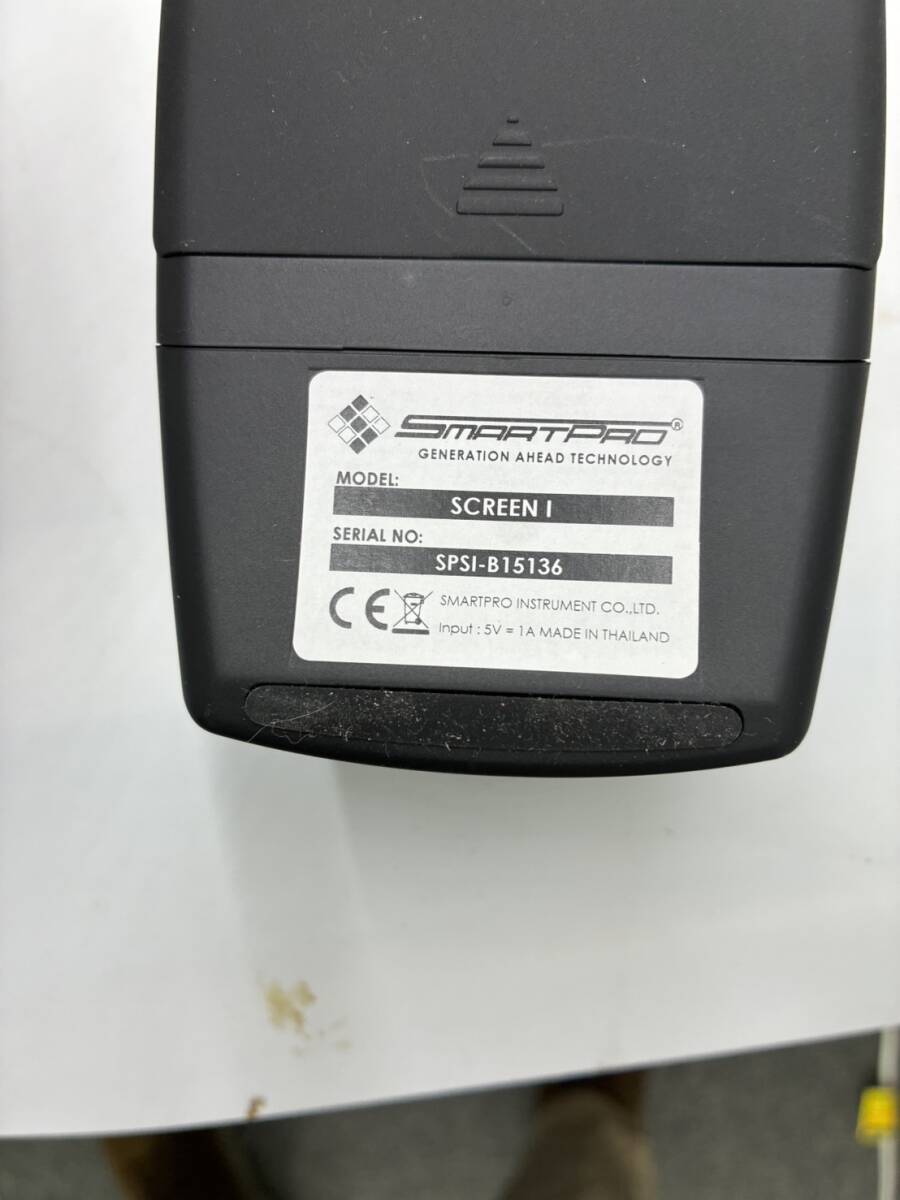 SMARTPRO®
GENERATION AHEAD TECHNOLOGY
MODEL:
SCREEN I
SERIAL NO:
SPSI-B15136
CE SMARTPRO INSTRUMENT CO.,LTD.
Input : 5V = 1A MADE IN THAILAND